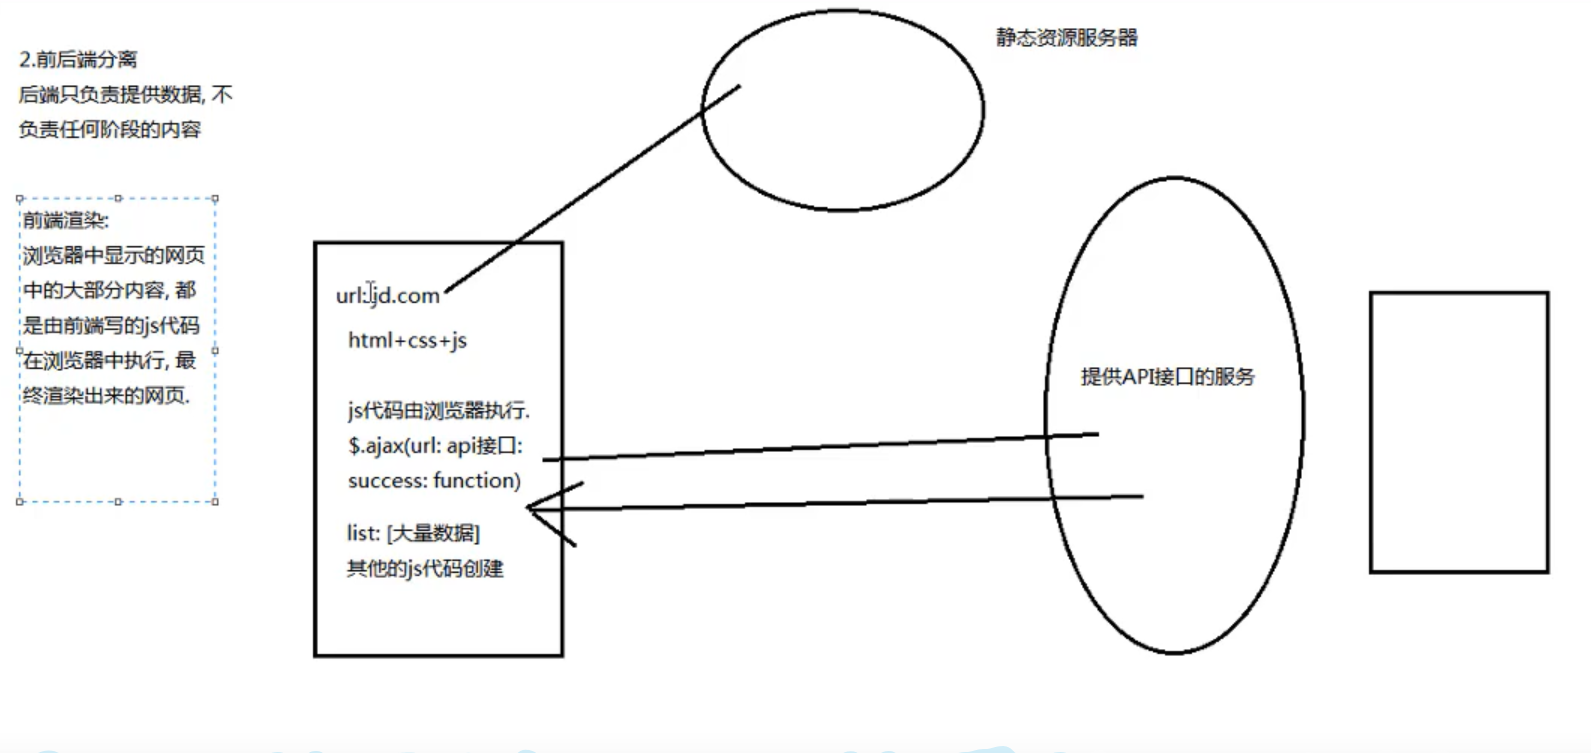 2.前后端分离
后端只负责提供数据, 不
负责任何阶段的内容
前端渲染:
浏览器中显示的网页
中的大部分内容, 都
是由前端写的js代码
在浏览器中执行, 最
终渲染出来的网页.
静态资源服务器
url:jd.com
html+css+js
js代码由浏览器执行.
$.ajax(url: api接口:
success: function)
list: [大量数据]
其他的js代码创建
提供API接口的服务